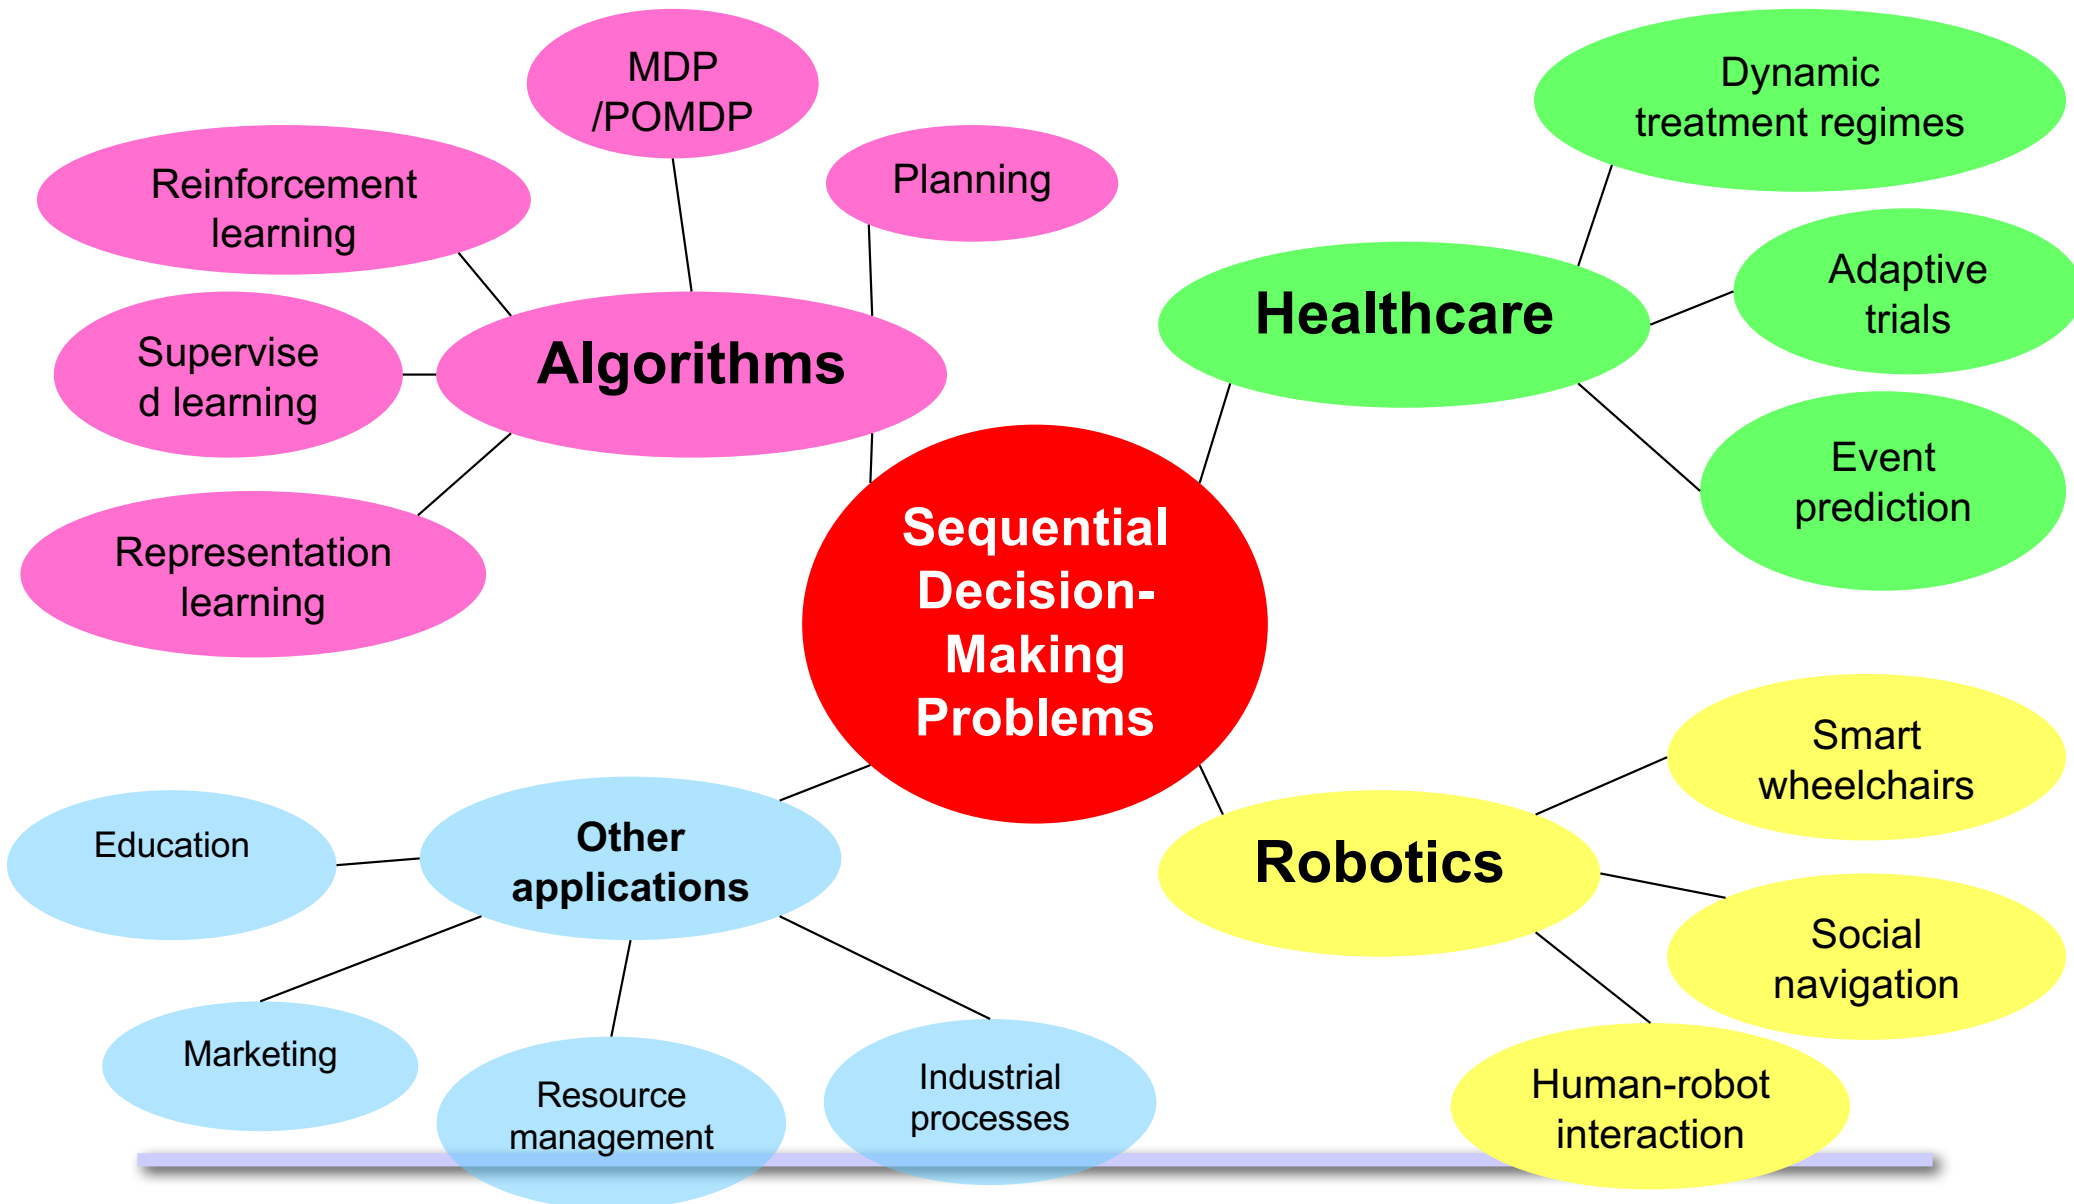 MDP
/POMDP
Planning
Reinforcement
learning
Supervise
d learning
Representation
learning
Algorithms
Healthcare
Dynamic
treatment regimes
Adaptive
trials
Event
prediction
Sequential
Decision-
Making
Problems
Other
applications
Education
Marketing
Resource
management
Industrial
processes
Robotics
Smart
wheelchairs
Social
navigation
Human-robot
interaction